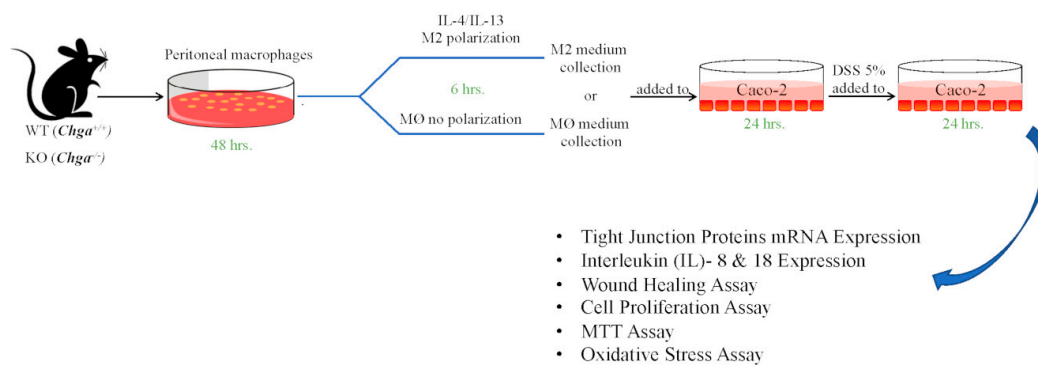 IL-4/IL-13
M2 polarization
Peritoneal macrophages
M2 medium
collection
6 hrs.
or
added to
MØ no polarization
MØ medium
collection
DSS 5%
added to
Caco-2
Caco-2
24 hrs.
24 hrs.
WT (Chga+/+)
KO (Chga-/-)
48 hrs.
• Tight Junction Proteins mRNA Expression
• Interleukin (IL)- 8 & 18 Expression
• Wound Healing Assay
• Cell Proliferation Assay
• MTT Assay
• Oxidative Stress Assay